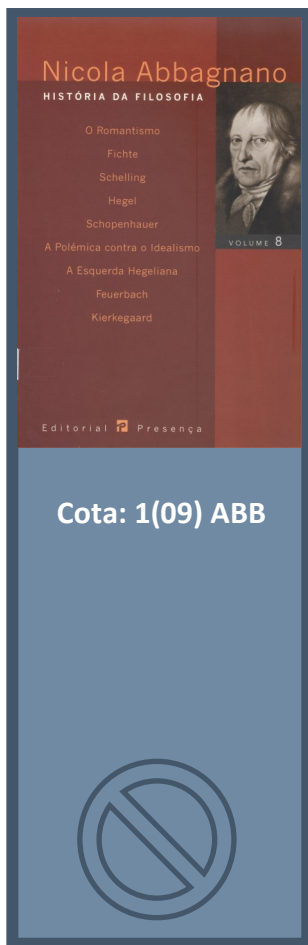 Nicola Abbagnano
HISTÓRIA DA FILOSOFIA
O Romantismo
Fichte
Schelling
Hegel
Schopenhauer
A Polémica contra o Idealismo
A Esquerda Hegeliana
Feuerbach
Kierkegaard
VOLUME 8
Editorial Presença
Cota: 1(09) ABB